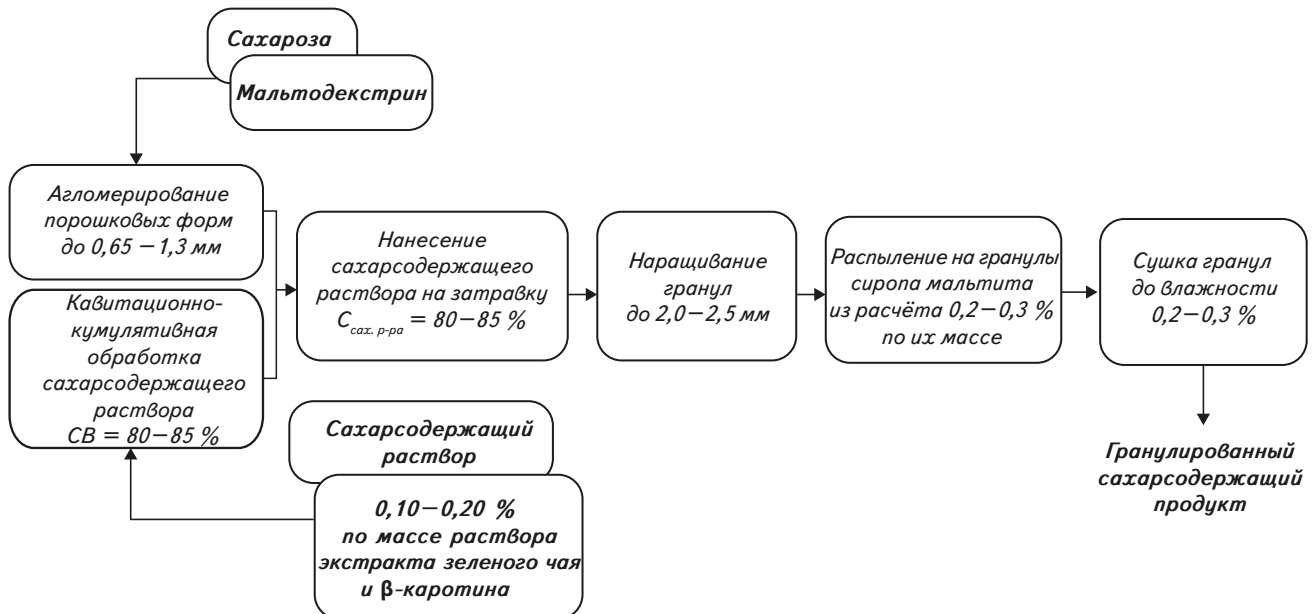 Сахароза
Мальтодекстрин
Агломерирование
порошковых форм
до 0,65 – 1,3 мм
Кавитационно-
кумулятивная
обработка
сахарсодержащего
раствора
СВ = 80–85 %
Нанесение
сахарсодержащего
раствора на затравку
С сах. р-ра = 80–85 %
Наращивание
гранул
до 2,0–2,5 мм
Распыление на гранулы
сиропа мальтита
из расчёта 0,2–0,3 %
по их массе
Сушка гранул
до влажности
0,2–0,3 %
Сахарсодержащий
раствор
0,10–0,20 %
по массе раствора
экстракта зеленого чая
и β-каротина
Гранулированный
сахарсодержащий
продукт